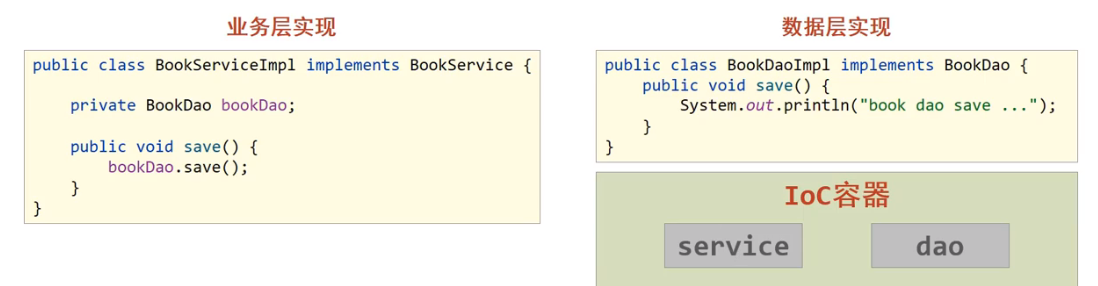 业务层实现
public class BookServiceImpl implements BookService {
    private BookDao bookDao;
    public void save() {
        bookDao.save();
    }
}
数据层实现
public class BookDaoImpl implements BookDao {
    public void save() {
        System.out.println("book dao save ...");
    }
}
IoC容器
service
dao